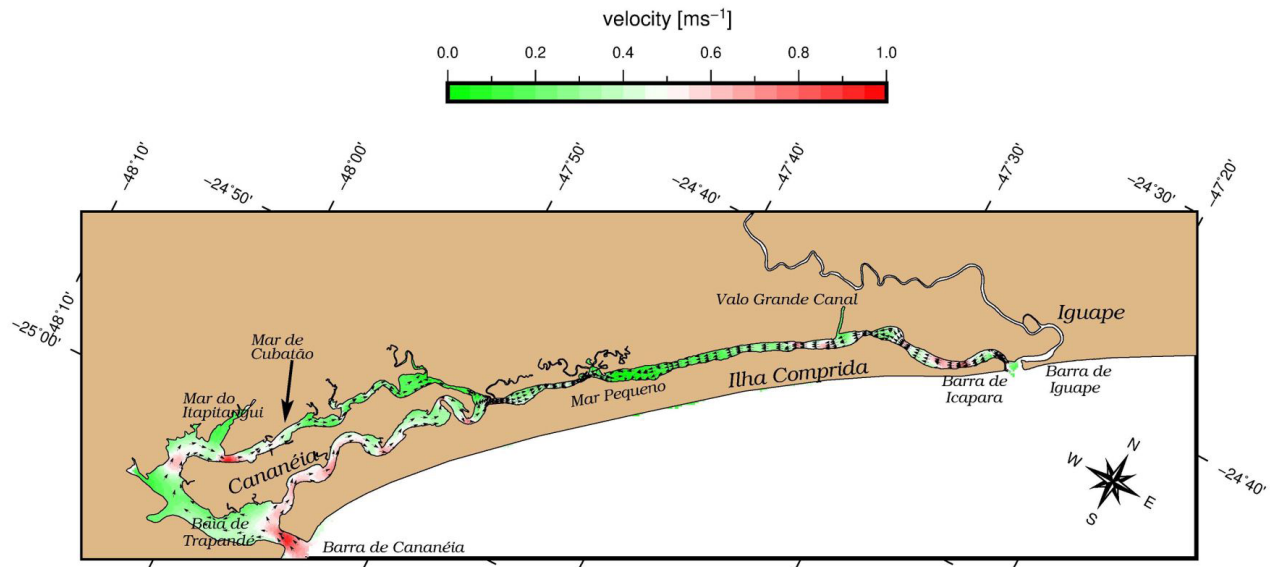 velocity [ms⁻¹]
0.0 0.2 0.4 0.6 0.8 1.0
−48˚10'
−24˚50'
−48˚00'
−47˚50'
−24˚40'
−47˚40'
−47˚30'
−24˚30'
−47˚20'
−48˚10'
−25˚00'
Valo Grande Canal
Iguape
Mar de
Cubatão
Mar Pequeno
Ilha Comprida
Barra de
Icapara
Barra de
Iguape
Mar do
Itapitangui
Cananéia
N
W
E
S
−24˚40'
Baia de
Trapandé
Barra de Cananéia